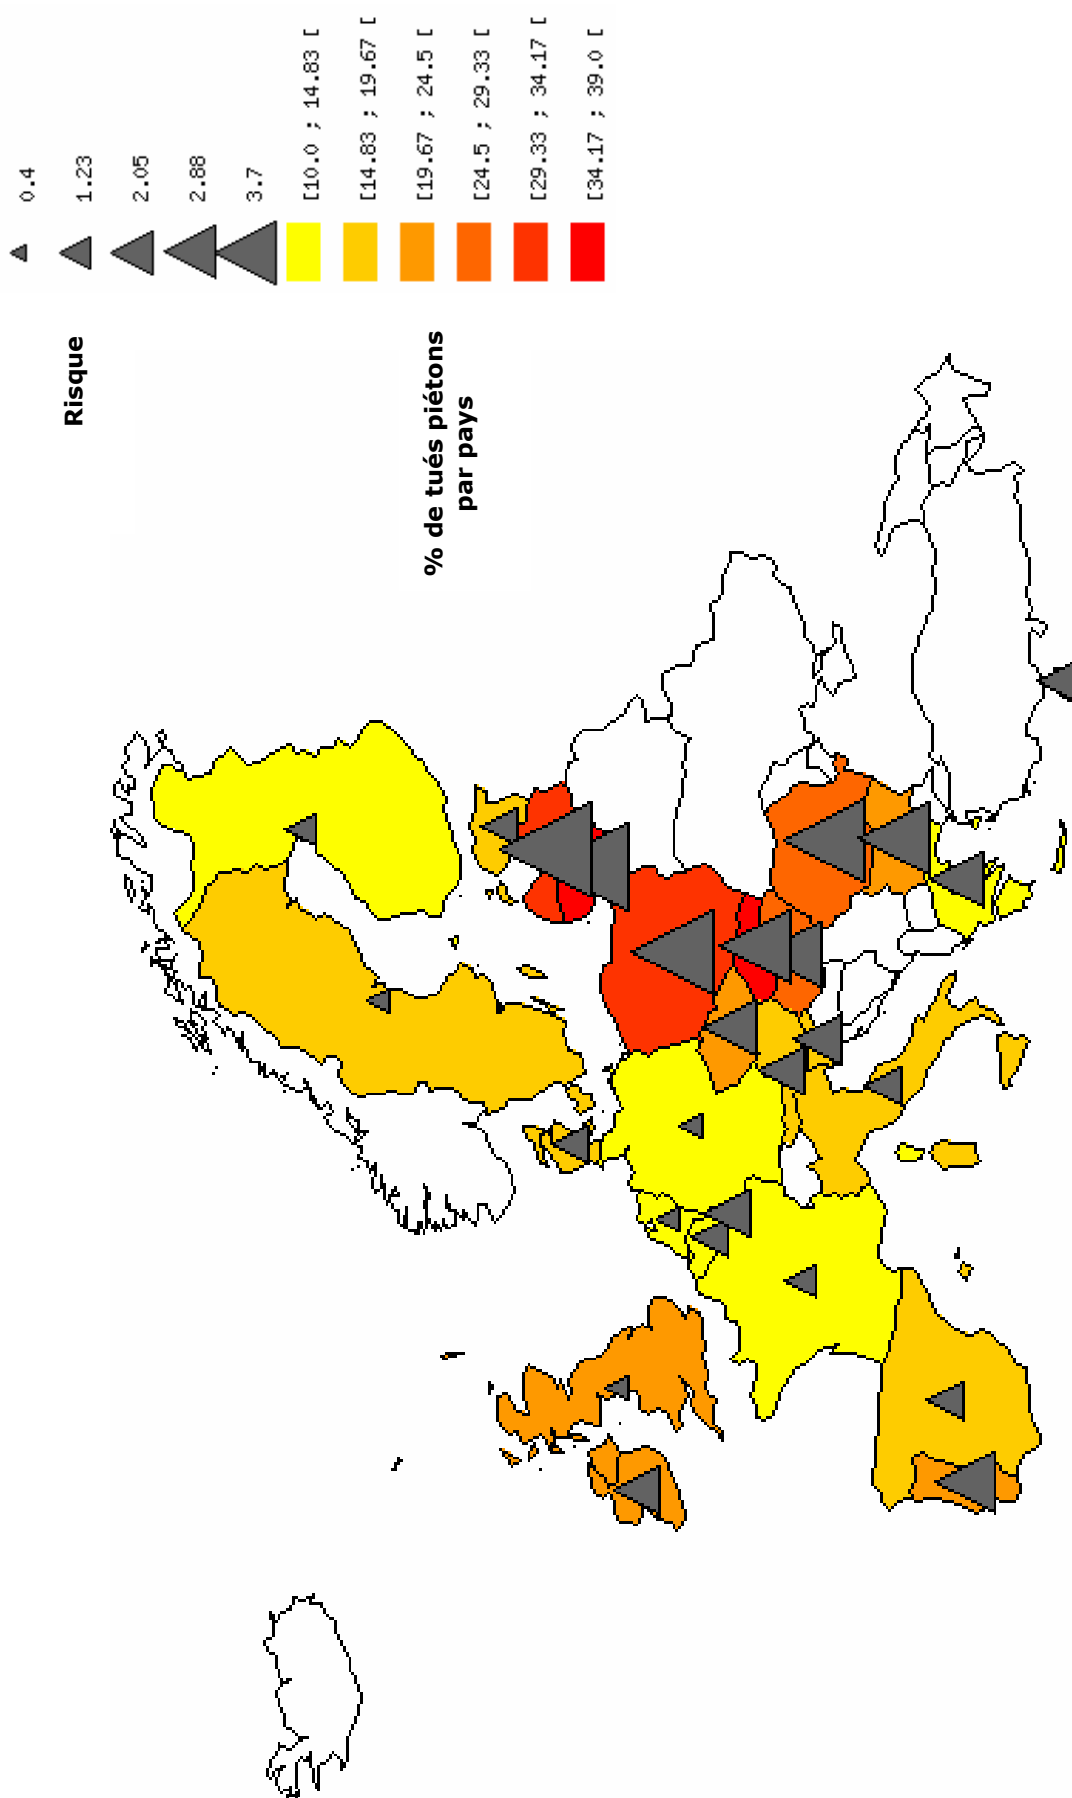 Risque
0.4
1.23
2.05
2.88
3.7
% de tués piétons
par pays
[10.0 ; 14.83 [
[14.83 ; 19.67 [
[19.67 ; 24.5 [
[24.5 ; 29.33 [
[29.33 ; 34.17 [
[34.17 ; 39.0 [